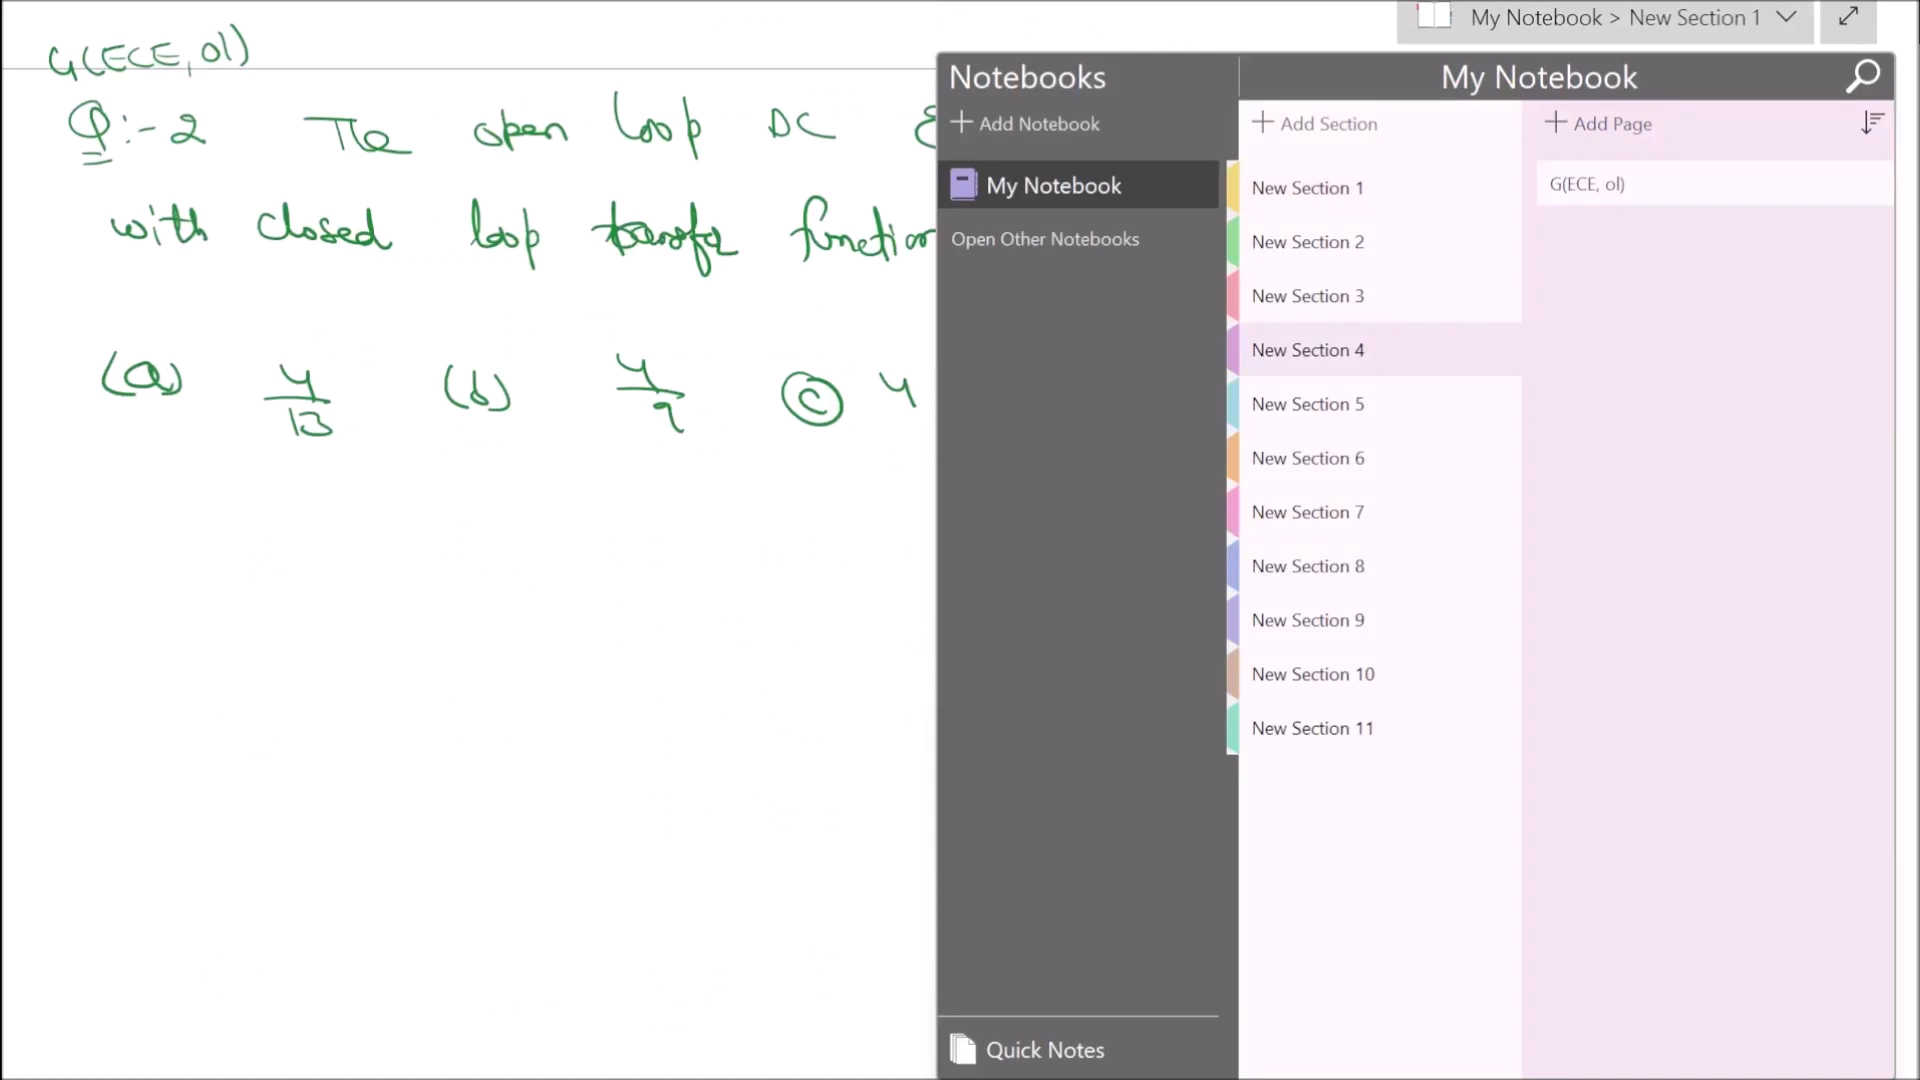 My Notebook > New Section 1
G(ECE, 01)
Q:- 2 The open loop DC
with closed loop transfer function
(a) 4/13 (b) 4/9 (c) 4
Notebooks
+ Add Notebook
My Notebook
Open Other Notebooks
Quick Notes
My Notebook
+ Add Section
New Section 1
New Section 2
New Section 3
New Section 4
New Section 5
New Section 6
New Section 7
New Section 8
New Section 9
New Section 10
New Section 11
+ Add Page
G(ECE, ol)